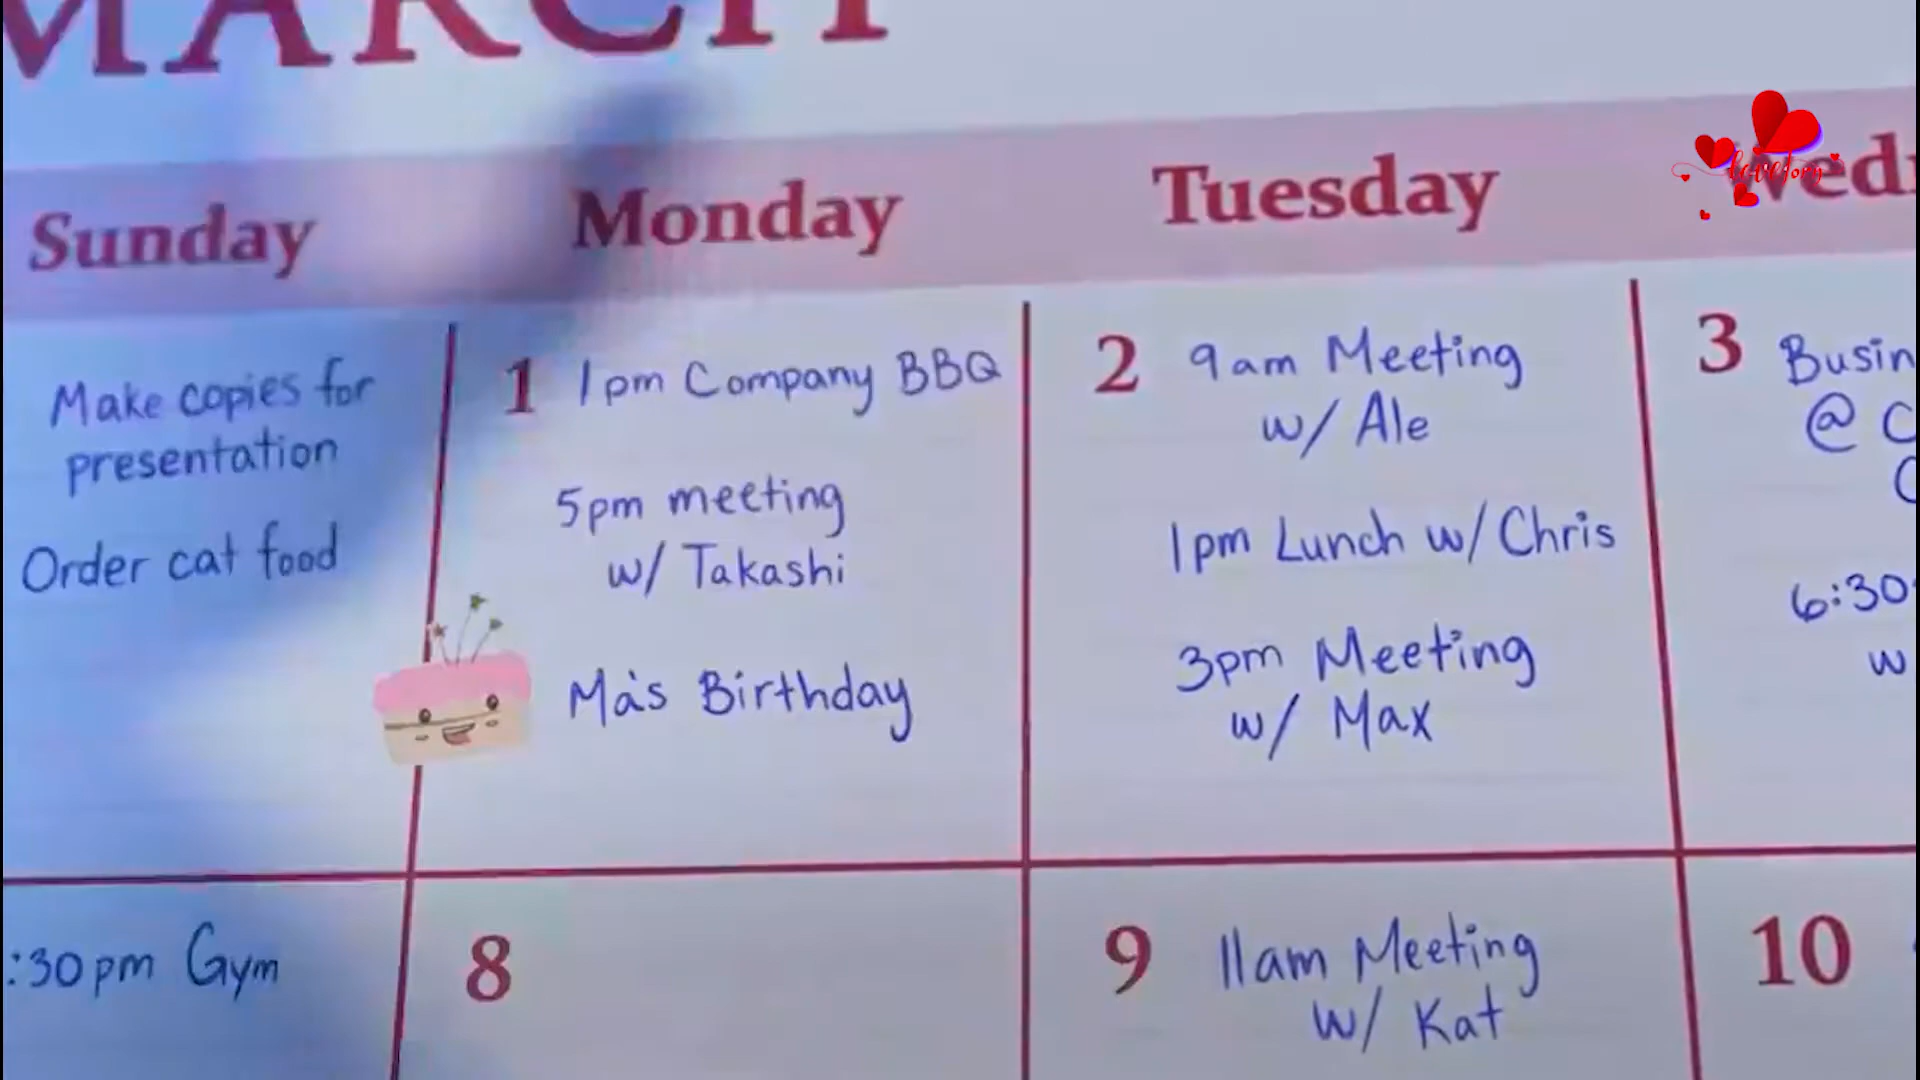 MARCH
Sunday
Monday
Tuesday
Make copies for
presentation
Order cat food
1
1pm Company BBQ
5pm meeting
w/ Takashi
Ma's Birthday
2
9am Meeting
w/ Ale
1pm Lunch w/ Chris
3pm Meeting
w/ Max
3
@
6:30
:30pm Gym
8
9
11am Meeting
w/ Kat
10